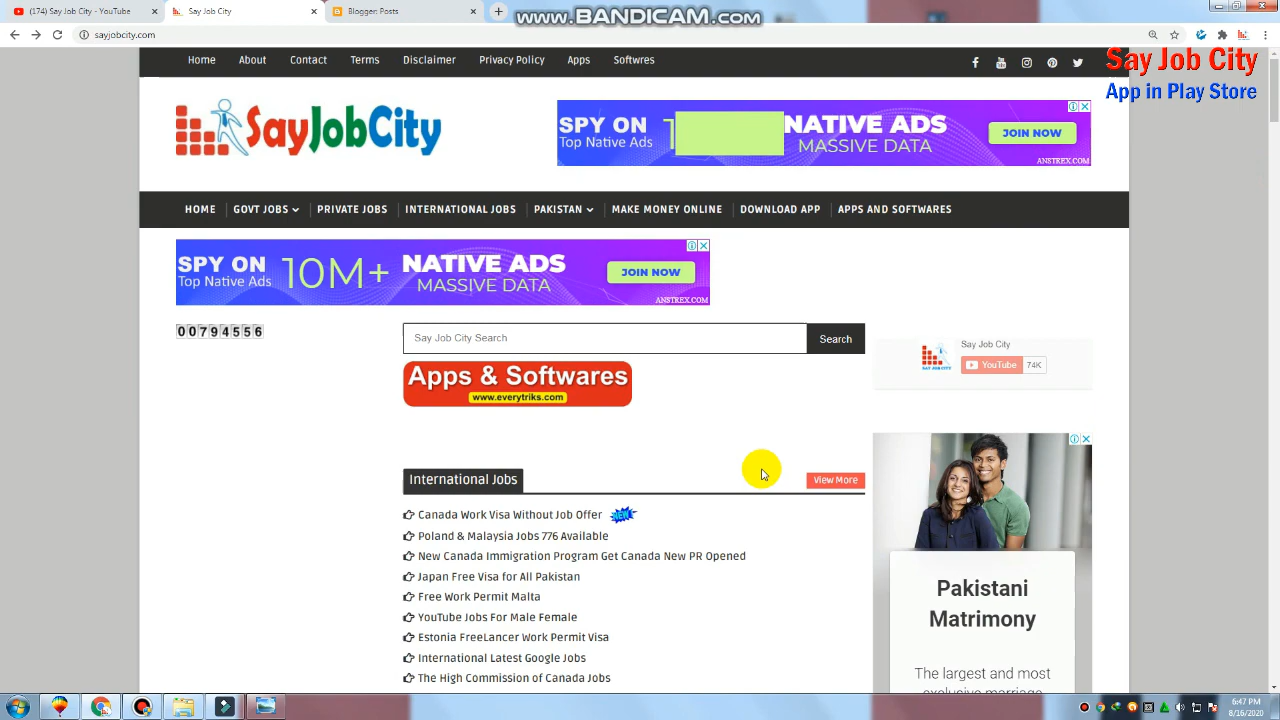 www.BANDICAM.com
(174) Say Job City - YouTube
Say Job City
Blogger: Posts
sayjobcity.com
Home About Contact Terms Disclaimer Privacy Policy Apps Softwres
Say Job City
App in Play Store
SayJobCity
SPY ON
Top Native Ads
NATIVE ADS
MASSIVE DATA
JOIN NOW
ANSTREX.COM
HOME GOVT JOBS PRIVATE JOBS INTERNATIONAL JOBS PAKISTAN MAKE MONEY ONLINE DOWNLOAD APP APPS AND SOFTWARES
SPY ON
Top Native Ads
10M+
NATIVE ADS
MASSIVE DATA
JOIN NOW
ANSTREX.COM
00794556
Say Job City Search
Search
Say Job City
SAY JOB CITY
YouTube 74K
Apps & Softwares
www.everytriks.com
International Jobs
View More
Canada Work Visa Without Job Offer NEW
Poland & Malaysia Jobs 776 Available
New Canada Immigration Program Get Canada New PR Opened
Japan Free Visa for All Pakistan
Free Work Permit Malta
YouTube Jobs For Male Female
Estonia FreeLancer Work Permit Visa
International Latest Google Jobs
The High Commission of Canada Jobs
Pakistani
Matrimony
The largest and most
exclusive marriage
6:47 PM
8/16/2020